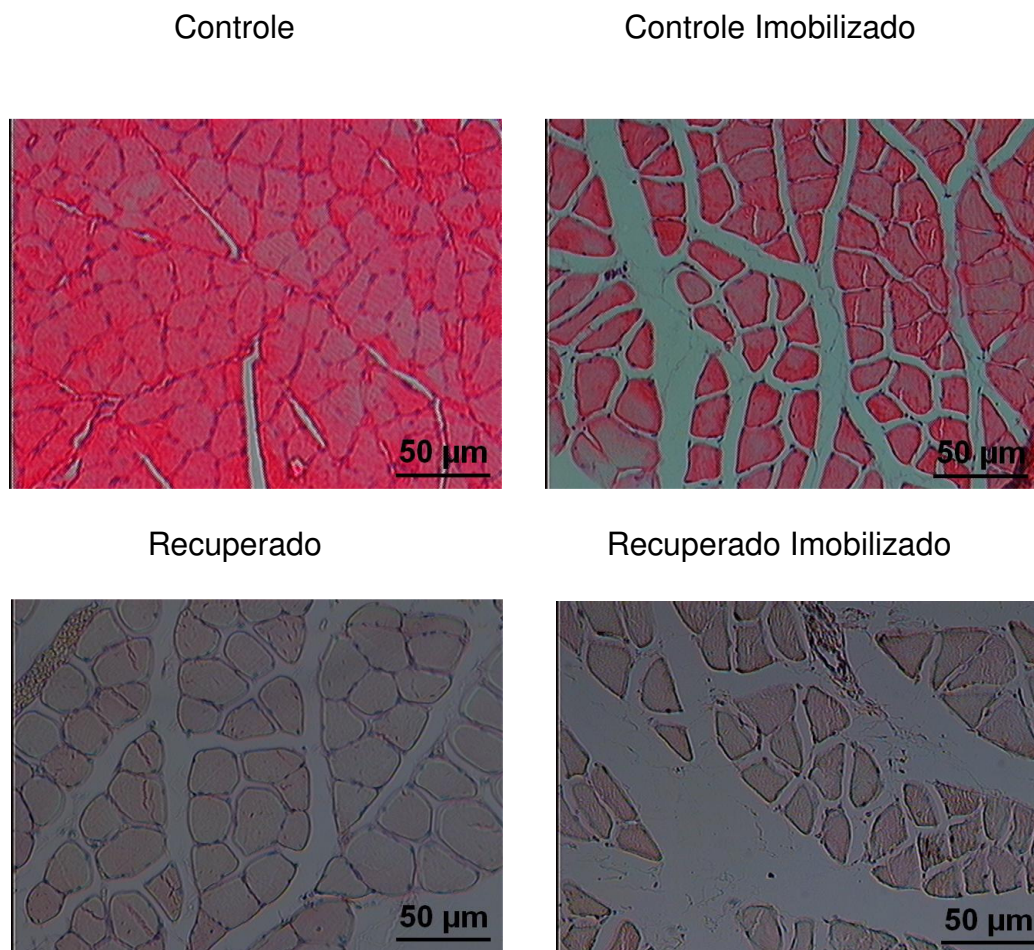 Controle
Controle Imobilizado
50 µm
50 µm
Recuperado
Recuperado Imobilizado
50 µm
50 µm